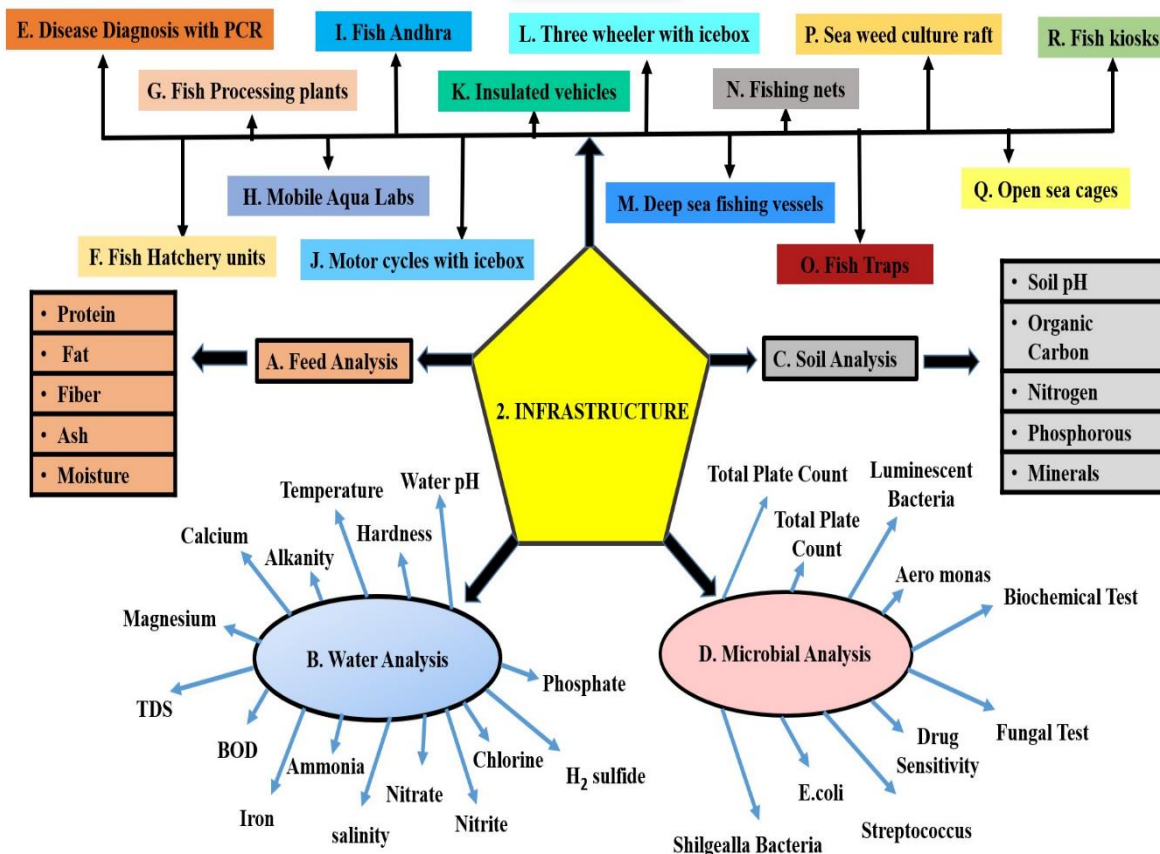 E. Disease Diagnosis with PCR
I. Fish Andhra
L. Three wheeler with icebox
P. Sea weed culture raft
R. Fish kiosks
G. Fish Processing plants
K. Insulated vehicles
N. Fishing nets
H. Mobile Aqua Labs
M. Deep sea fishing vessels
Q. Open sea cages
F. Fish Hatchery units
J. Motor cycles with icebox
O. Fish Traps
• Protein
• Fat
• Fiber
• Ash
• Moisture
A. Feed Analysis
2. INFRASTRUCTURE
C. Soil Analysis
• Soil pH
• Organic
Carbon
• Nitrogen
• Phosphorous
• Minerals
Temperature
Water pH
Calcium
Alkanity
Hardness
Magnesium
B. Water Analysis
TDS
BOD
Iron
Ammonia
salinity
Nitrate
Nitrite
Chlorine
H2 sulfide
Phosphate
Total Plate Count
Total Plate
Count
Luminescent
Bacteria
Aero monas
Biochemical Test
D. Microbial Analysis
Fungal Test
Drug
Sensitivity
Streptococcus
E.coli
Shilgealla Bacteria